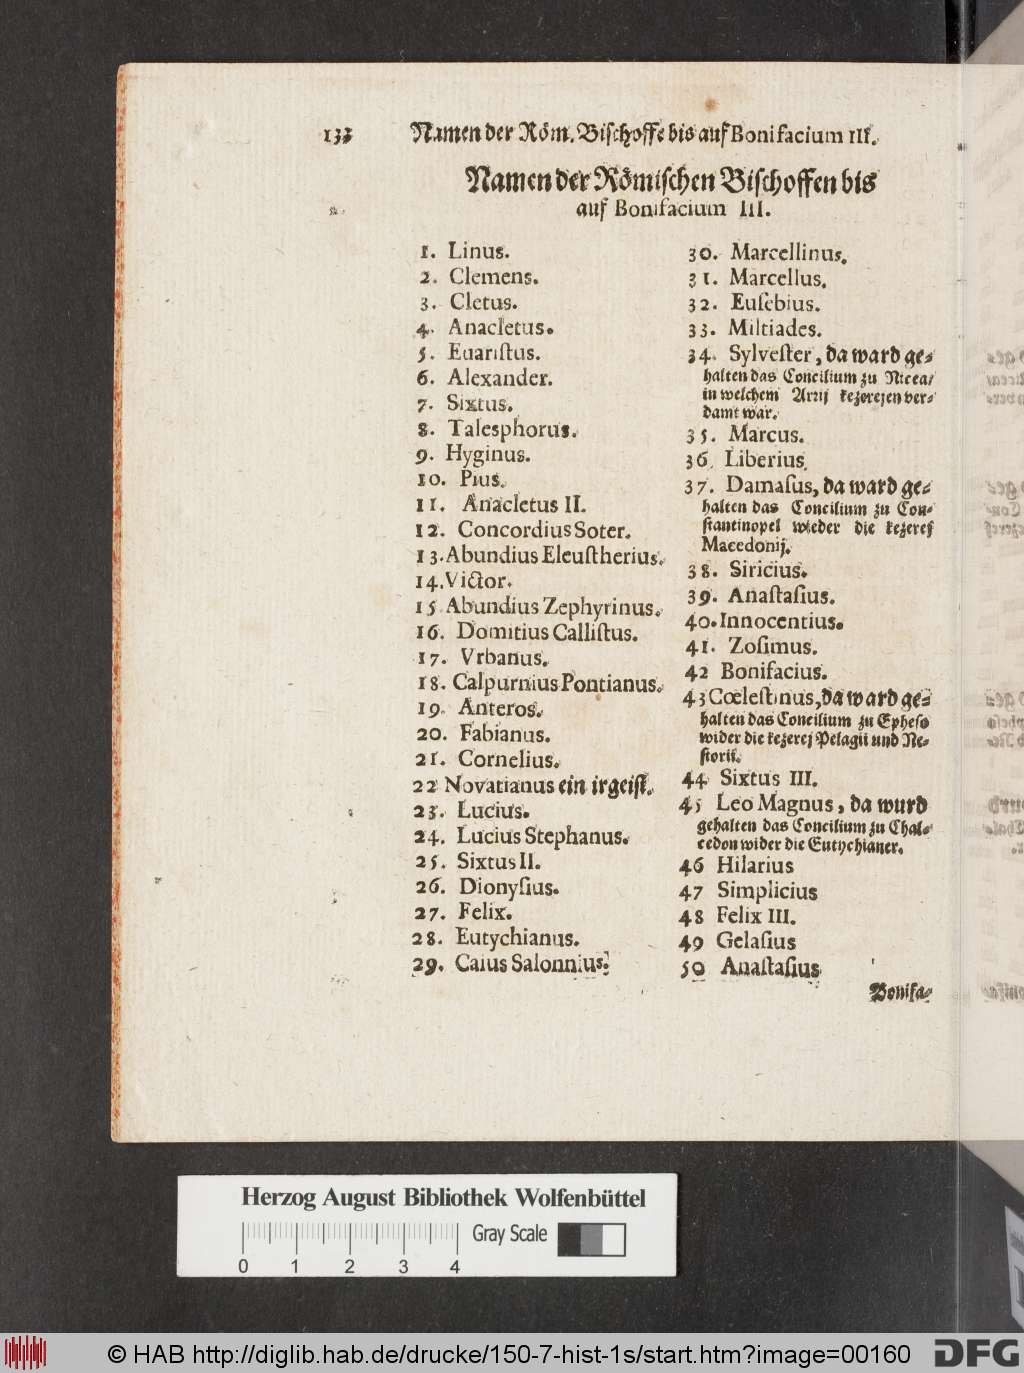 133 Namen der Röm. Bischoffe bis auf Bonifacium III.
Namen der Römiſchen Biſchoffen bis
auf Bonifacium III.
1. Linus.
2. Clemens.
3. Cletus.
4. Anacletus.
5. Euariſtus.
6. Alexander.
7. Sixtus.
8. Talesphorus.
9. Hyginus.
10. Pius.
11. Anacletus II.
12. Concordius Soter.
13. Abundius Eleuſtherius.
14. Victor.
15 Abundius Zephyrinus.
16. Domitius Calliſtus.
17. Vrbanus.
18. Calpurnius Pontianus.
19. Anteros.
20. Fabianus.
21. Cornelius.
22 Novatianus ein irgeiſt.
23. Lucius.
24. Lucius Stephanus.
25. Sixtus II.
26. Dionyſius.
27. Felix.
28. Eutychianus.
29. Caius Salonnius.
30. Marcellinus.
31. Marcellus.
32. Euſebius.
33. Miltiades.
34. Sylveſter, da ward ge⸗
halten das Concilium zu Nicea/
in welchem Arrij kezereyen ver⸗
damt war.
35. Marcus.
36. Liberius.
37. Damaſus, da ward ge⸗
halten das Concilium zu Con⸗
ſtantinopel wieder die kezerey
Macedonij.
38. Siricius.
39. Anaſtaſius.
40. Innocentius.
41. Zoſimus.
42 Bonifacius.
43 Cœleſtinus, da ward ge⸗
halten das Concilium zu Epheſo
wider die kezerej Pelagii und Ne⸗
ſtorii.
44 Sixtus III.
45 Leo Magnus, da wurd
gehalten das Concilium zu Chal⸗
cedon wider die Eutychianer.
46 Hilarius
47 Simplicius
48 Felix III.
49 Gelaſius
50 Anaſtaſius
Bonifa⸗
Herzog August Bibliothek Wolfenbüttel
Gray Scale
0 1 2 3 4
© HAB http://diglib.hab.de/drucke/150-7-hist-1s/start.htm?image=00160
DFG